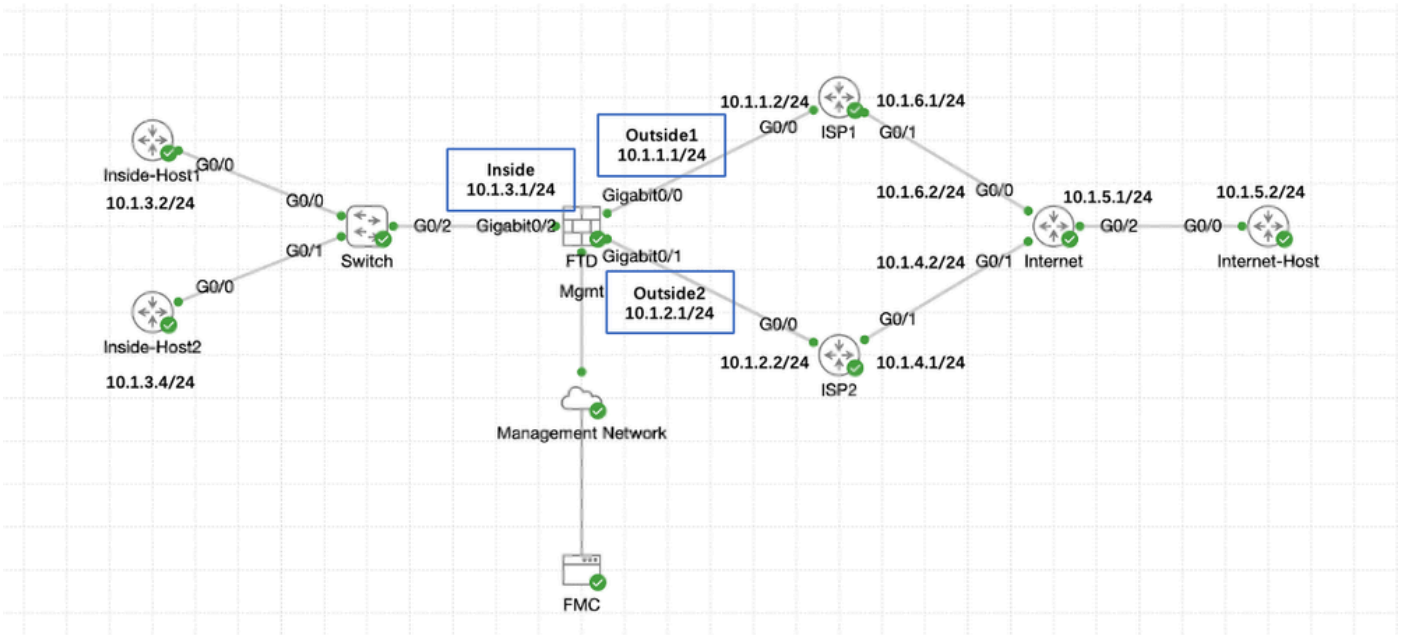 10.1.1.2/24
10.1.6.1/24
G0/0
ISP1
G0/1
Outside1
10.1.1.1/24
Inside
10.1.3.1/24
G0/0
Inside-Host1
10.1.3.2/24
Gigabit0/0
10.1.6.2/24
G0/0
10.1.5.1/24
10.1.5.2/24
G0/0
G0/2
Gigabit0/2
G0/2
G0/0
G0/1
Switch
FTD
Gigabit0/1
10.1.4.2/24
G0/1
Internet
Internet-Host
G0/0
Mgmt
Outside2
10.1.2.1/24
G0/0
G0/1
Inside-Host2
10.1.3.4/24
10.1.2.2/24
10.1.4.1/24
ISP2
Management Network
FMC